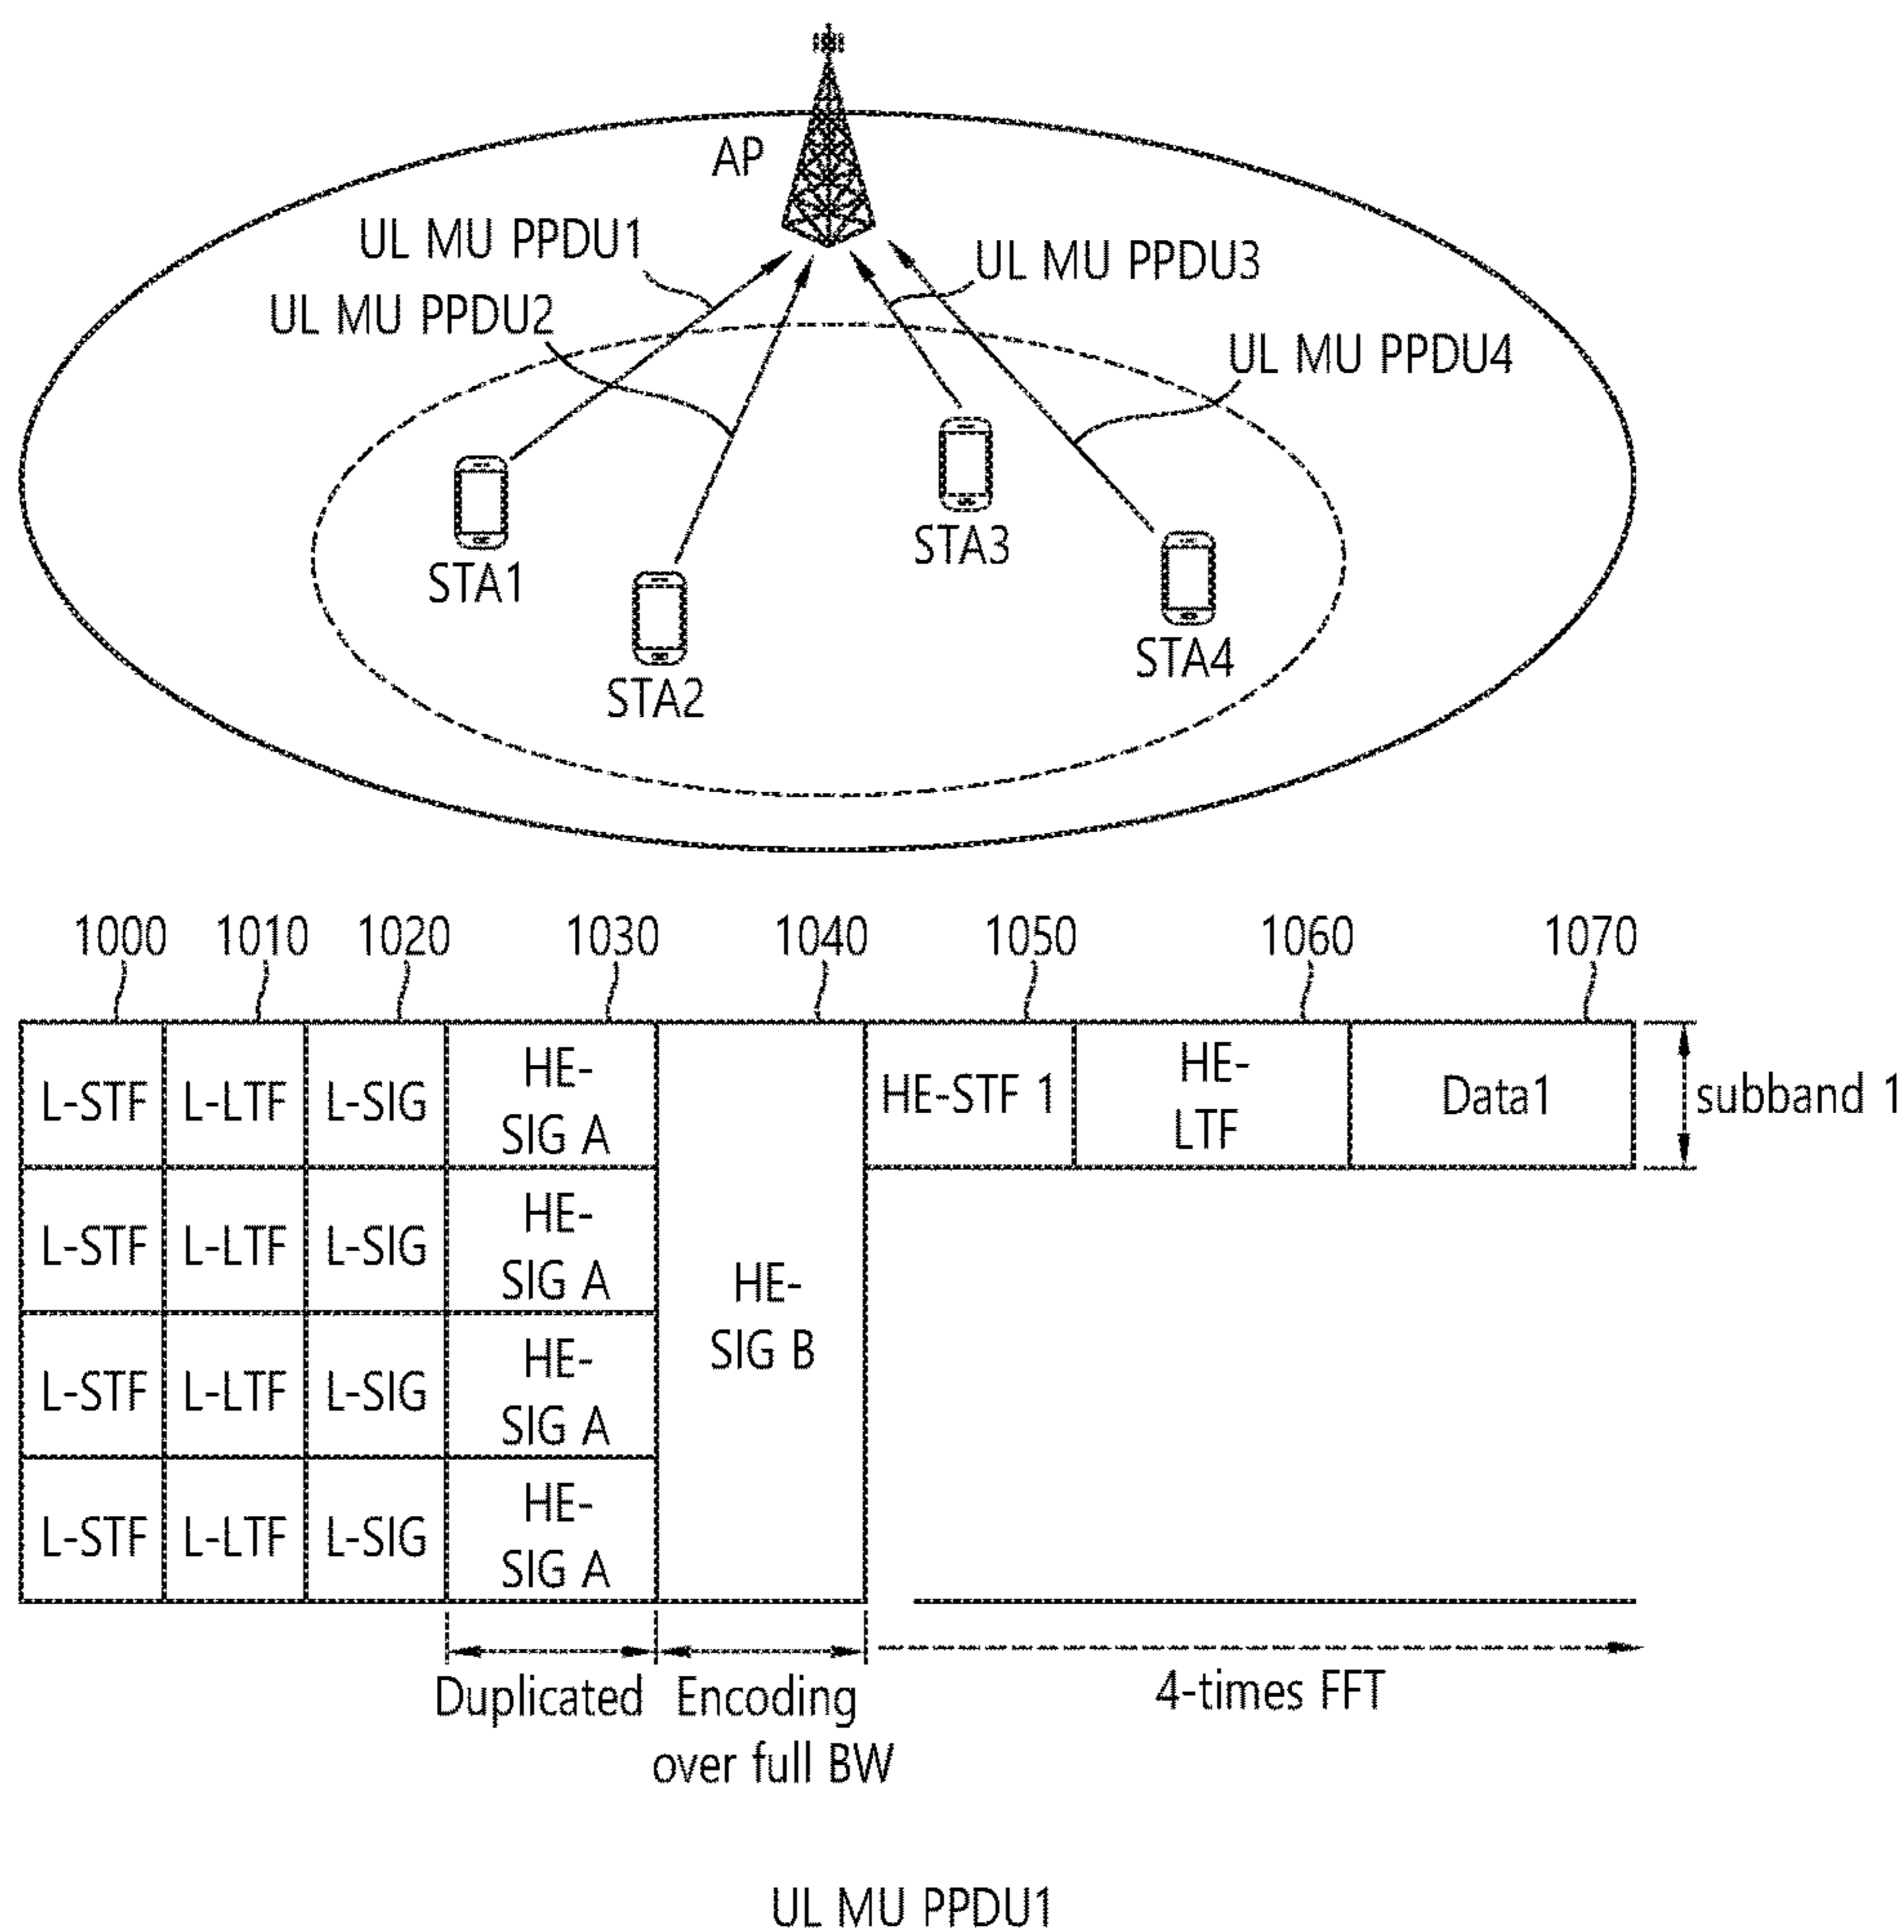 AP
UL MU PPDU1
UL MU PPDU3
UL MU PPDU2
UL MU PPDU4
STA1
STA3
STA2
STA4
1000 1010 1020 1030 1040 1050 1060 1070
L-STF L-LTF L-SIG HE-
SIG A
HE-STF 1 HE-
LTF
Data1 subband 1
L-STF L-LTF L-SIG HE-
SIG A
HE-
SIG B
L-STF L-LTF L-SIG HE-
SIG A
L-STF L-LTF L-SIG HE-
SIG A
Duplicated
Encoding
over full BW
4-times FFT
UL MU PPDU1